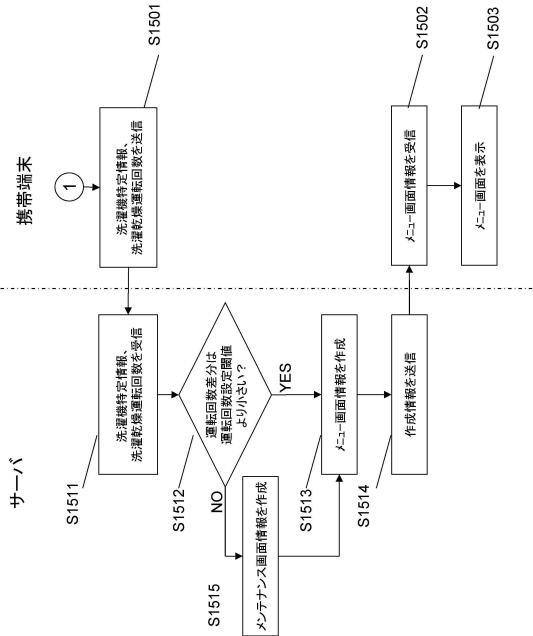 サーバ
携帯端末
1
洗濯機特定情報、
洗濯乾燥運転回数を送信
S1501
洗濯機特定情報、
洗濯乾燥運転回数を受信
S1511
運転回数差分は
運転回数設定閾値
より小さい？
S1512
NO
YES
メンテナンス画面情報を作成
S1515
メニュー画面情報を作成
S1513
作成情報を送信
S1514
メニュー画面情報を受信
S1502
メニュー画面を表示
S1503